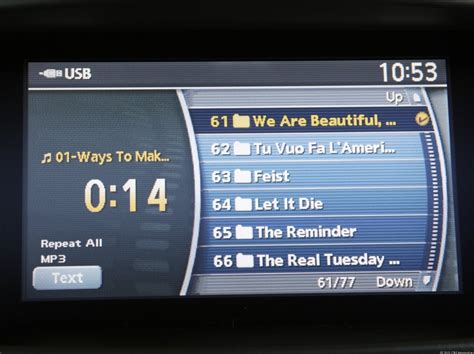 USB
10:53
Up
61 We Are Beautiful, ...
♫ 01-Ways To Mak...
62 Tu Vuo Fa L'Ameri...
0:14
63 Feist
64 Let It Die
Repeat All
65 The Reminder
MP3
66 The Real Tuesday ...
Text
61/77 Down